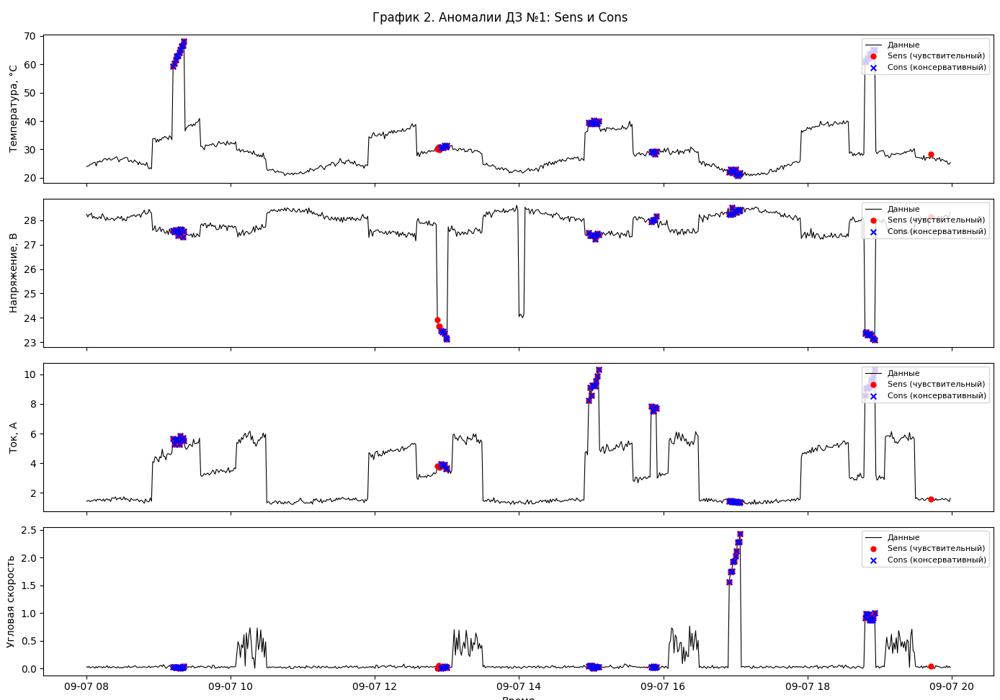 График 2. Аномалии ДЗ №1: Sens и Cons
Температура, °C
70
60
50
40
30
20
Данные
Sens (чувствительный)
Cons (консервативный)
Напряжение, В
28
27
26
25
24
23
Данные
Sens (чувствительный)
Cons (консервативный)
Ток, А
10
8
6
4
2
Данные
Sens (чувствительный)
Cons (консервативный)
Угловая скорость
2.5
2.0
1.5
1.0
0.5
0.0
Данные
Sens (чувствительный)
Cons (консервативный)
09-07 08
09-07 10
09-07 12
09-07 14
09-07 16
09-07 18
09-07 20
Время